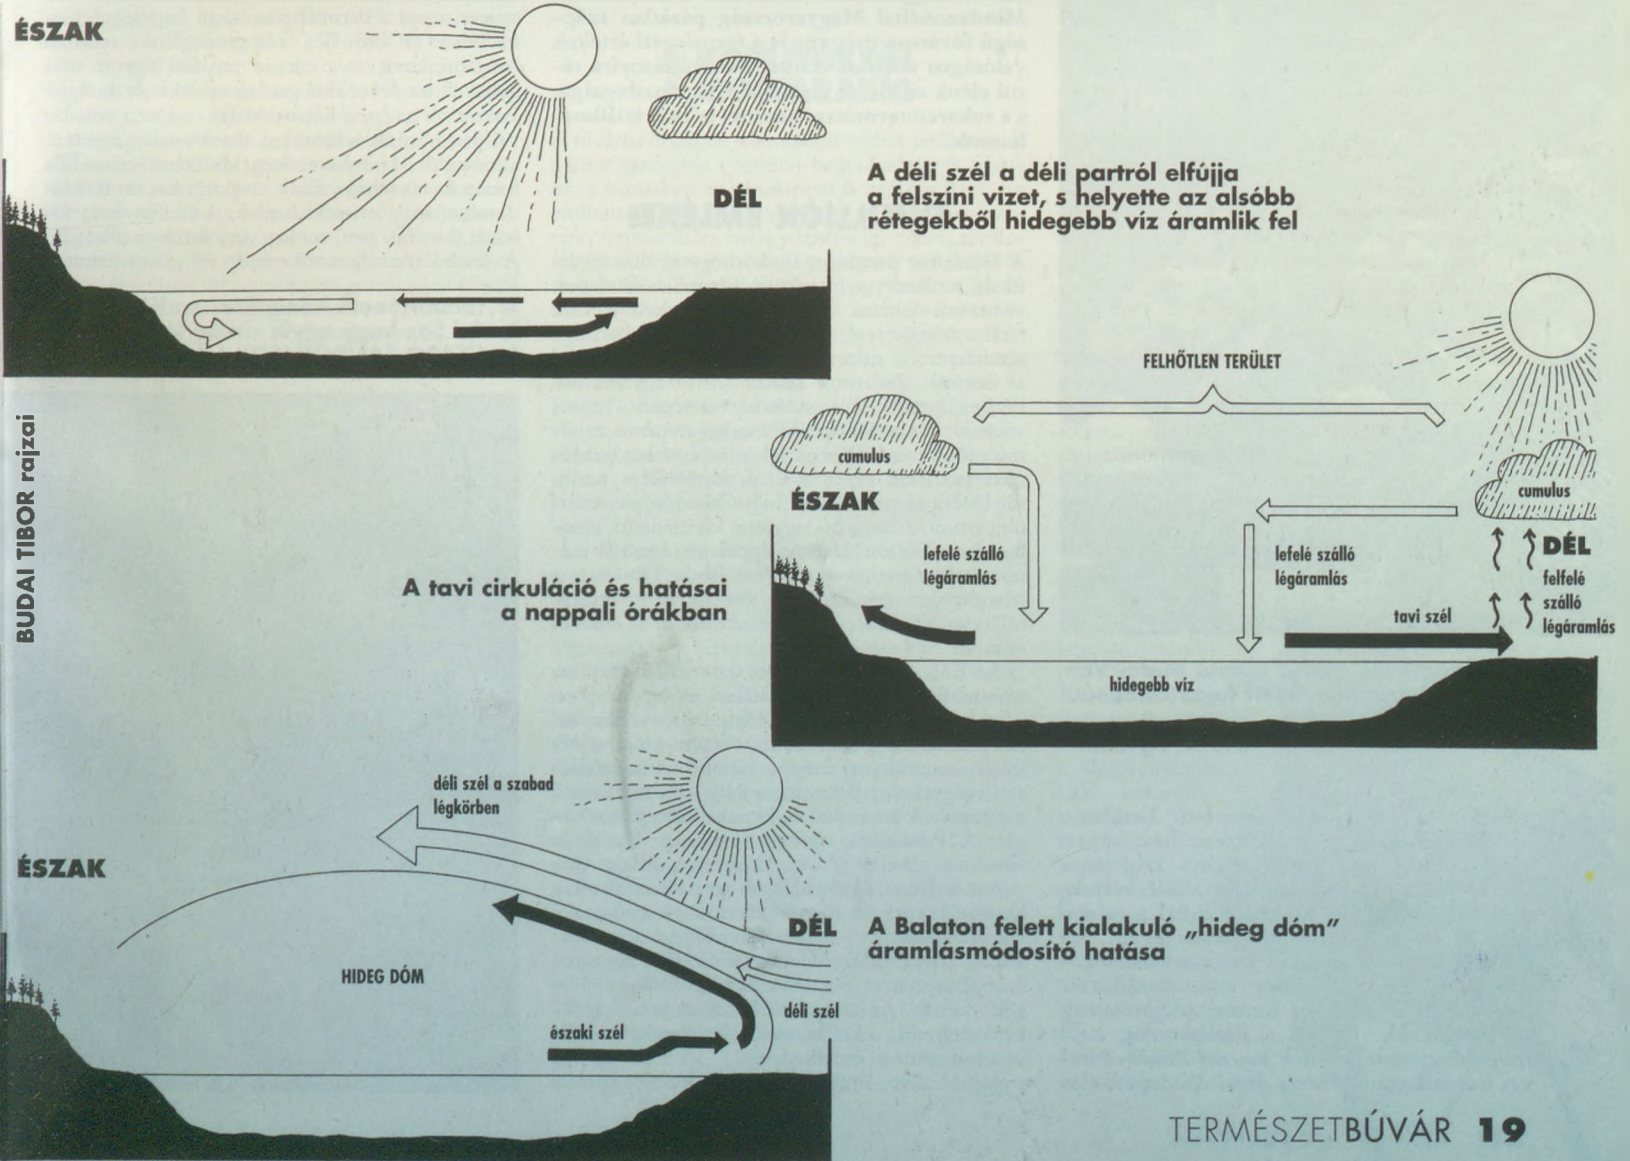 ÉSZAK
DÉL
A déli szél a déli partról elfújja
a felszíni vizet, s helyette az alsóbb
rétegekből hidegebb víz áramlik fel
BUDAI TIBOR rajzai
FELHŐTLEN TERÜLET
cumulus
ÉSZAK
cumulus
DÉL
lefelé szálló
légáramlás
lefelé szálló
légáramlás
felfelé
szálló
légáramlás
tavi szél
hidegebb víz
A tavi cirkuláció és hatásai
a nappali órákban
déli szél a szabad
légkörben
ÉSZAK
DÉL
HIDEG DÓM
déli szél
északi szél
A Balaton felett kialakuló „hideg dóm”
áramlásmódosító hatása
TERMÉSZETBÚVÁR 19